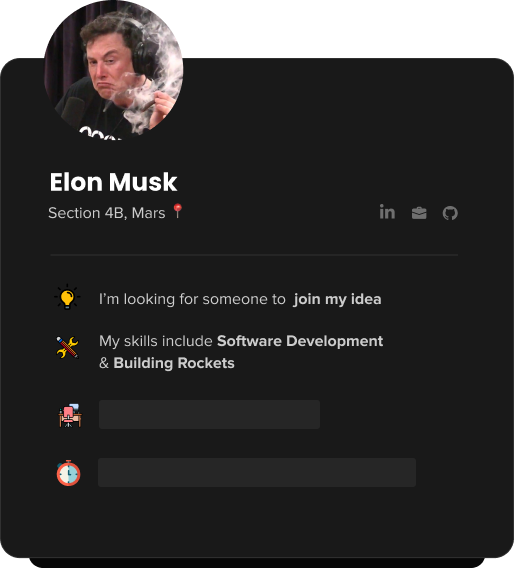 Elon Musk
Section 4B, Mars
I'm looking for someone to join my idea
My skills include Software Development
& Building Rockets